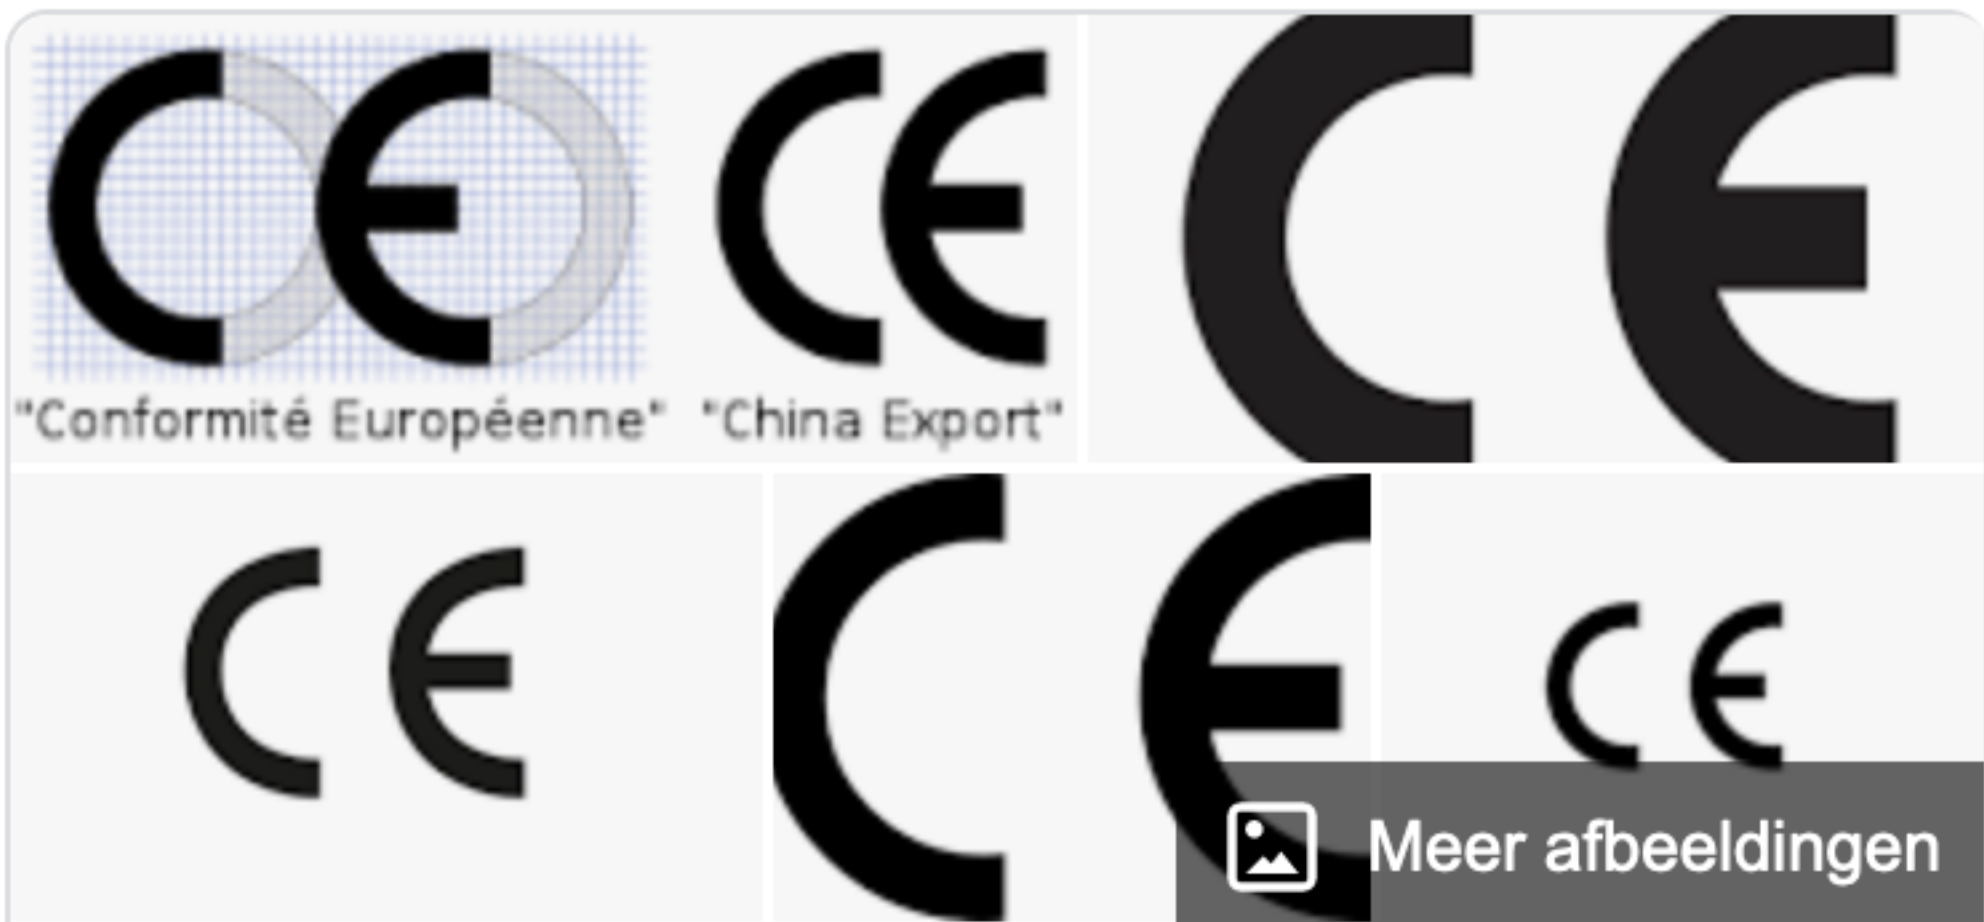 CE CE CE
"Conformité Européenne" "China Export"
CE CE CE
Meer afbeeldingen